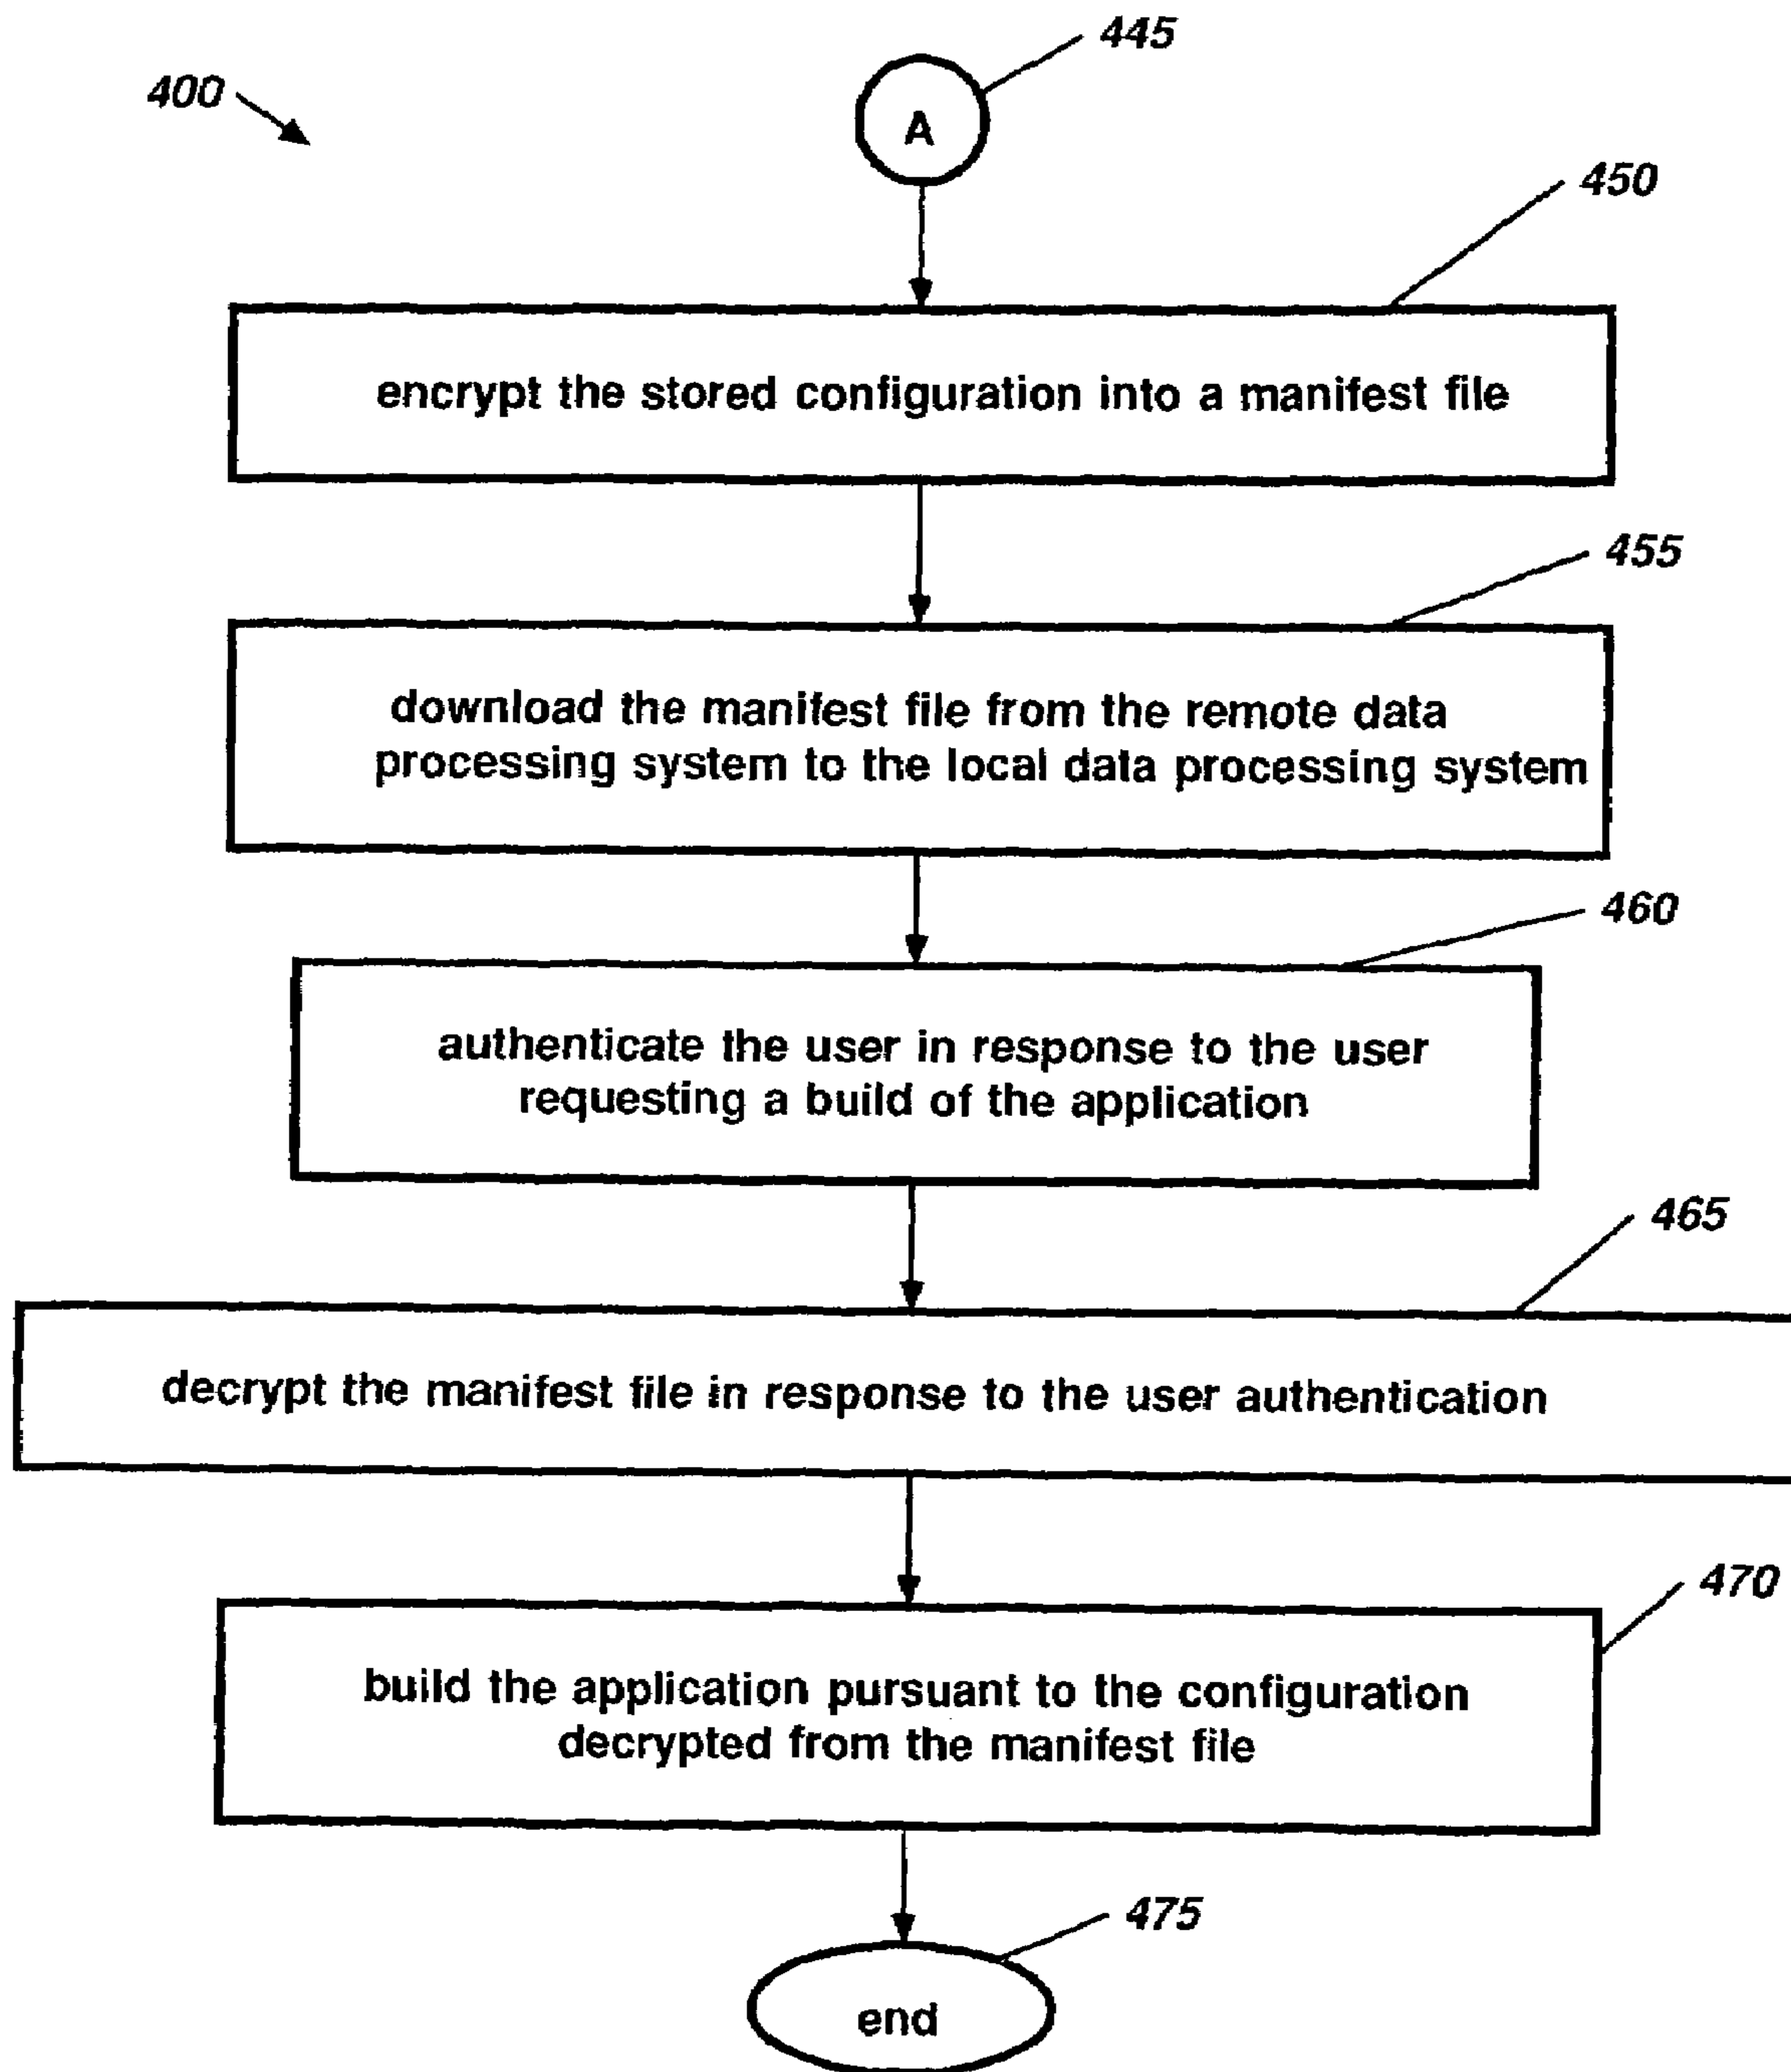 400
445
A
450
encrypt the stored configuration into a manifest file
455
download the manifest file from the remote data
processing system to the local data processing system
460
authenticate the user in response to the user
requesting a build of the application
465
decrypt the manifest file in response to the user authentication
470
build the application pursuant to the configuration
decrypted from the manifest file
475
end